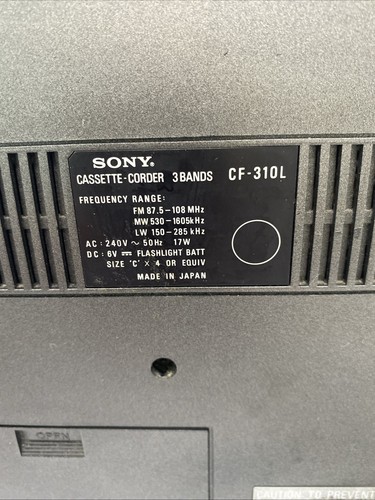 SONY®
CASSETTE-CORDER 3BANDS CF-310L
FREQUENCY RANGE:
FM 87.5-108 MHz
MW 530-1605kHz
LW 150-285 kHz
AC: 240V ~ 50Hz 17W
DC: 6V ⎓ FLASHLIGHT BATT
SIZE 'C' × 4 OR EQUIV
MADE IN JAPAN
OPEN
CAUTION TO PREVENT